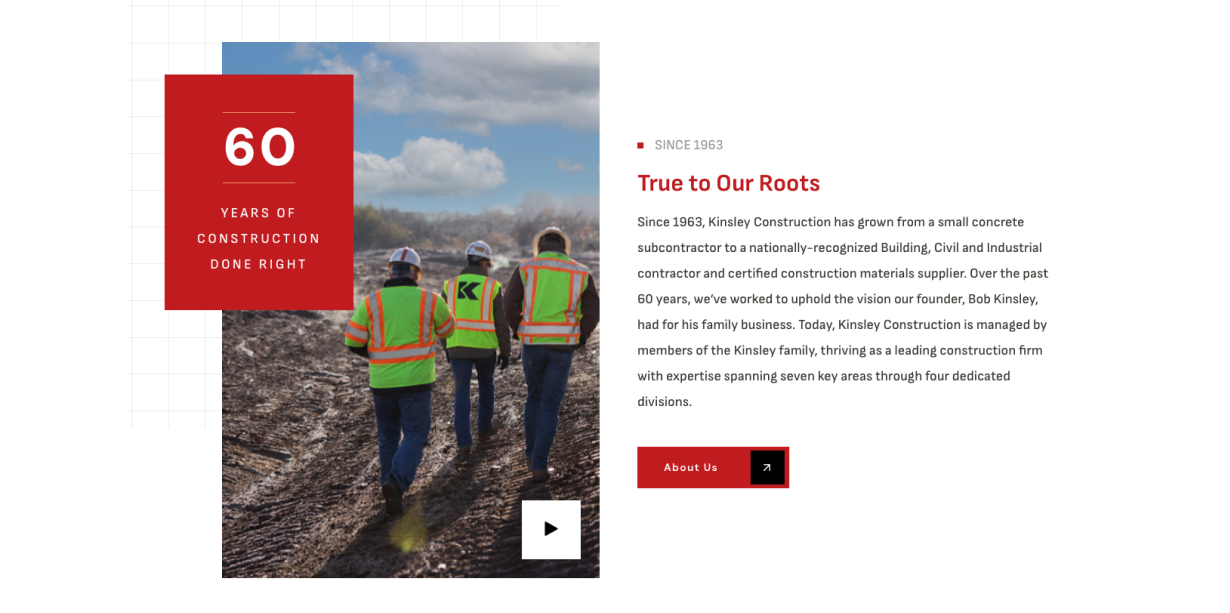 60
YEARS OF
CONSTRUCTION
DONE RIGHT
SINCE 1963
True to Our Roots
Since 1963, Kinsley Construction has grown from a small concrete
subcontractor to a nationally-recognized Building, Civil and Industrial
contractor and certified construction materials supplier. Over the past
60 years, we’ve worked to uphold the vision our founder, Bob Kinsley,
had for his family business. Today, Kinsley Construction is managed by
members of the Kinsley family, thriving as a leading construction firm
with expertise spanning seven key areas through four dedicated
divisions.
About Us